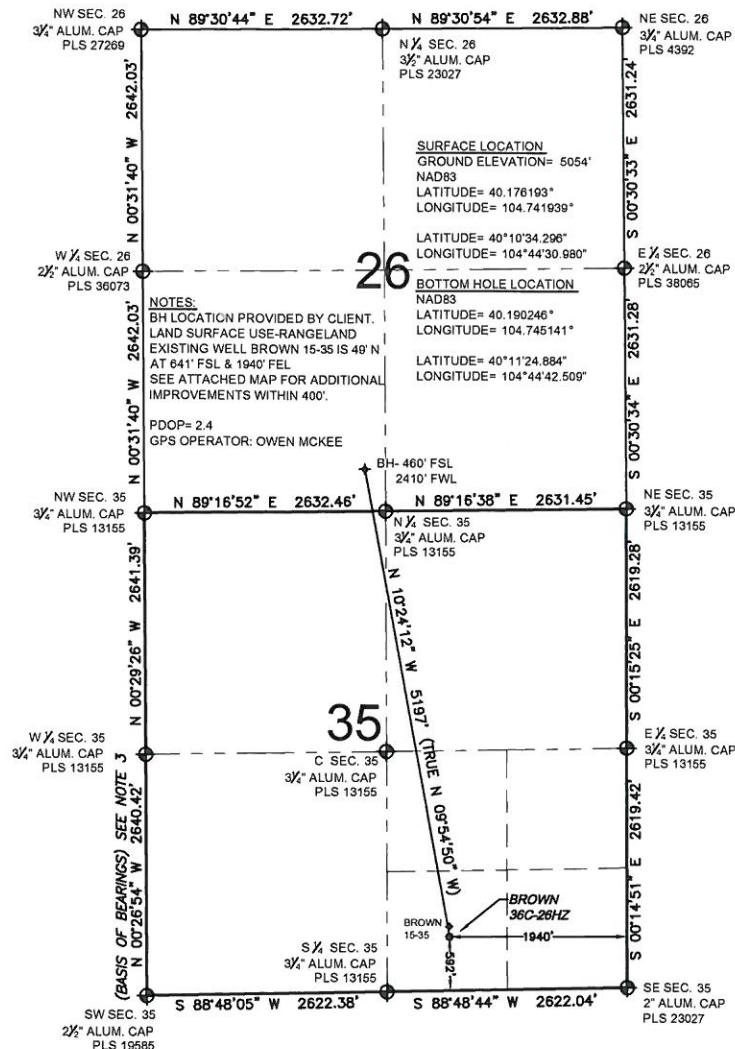 NW SEC. 26
3¼" ALUM. CAP
PLS 27269
N 89°30'44" E 2632.72'
N 89°30'54" E 2632.88'
NE SEC. 26
3¼" ALUM. CAP
PLS 4392
N ¼ SEC. 26
3½" ALUM. CAP
PLS 23027
N 00°31'40" W 2642.03'
S 00°30'33" E 2631.24'
SURFACE LOCATION
GROUND ELEVATION= 5054'
NAD83
LATITUDE= 40.176193°
LONGITUDE= 104.741939°
LATITUDE= 40°10'34.296"
LONGITUDE= 104°44'30.980"
W ¼ SEC. 26
2½" ALUM. CAP
PLS 36073
26
E ¼ SEC. 26
2½" ALUM. CAP
PLS 38065
BOTTOM HOLE LOCATION
NAD83
LATITUDE= 40.190246°
LONGITUDE= 104.745141°
LATITUDE= 40°11'24.884"
LONGITUDE= 104°44'42.509"
NOTES:
BH LOCATION PROVIDED BY CLIENT.
LAND SURFACE USE-RANGELAND
EXISTING WELL BROWN 15-35 IS 49' N
AT 641' FSL & 1940' FEL
SEE ATTACHED MAP FOR ADDITIONAL
IMPROVEMENTS WITHIN 400'.
PDOP= 2.4
GPS OPERATOR: OWEN MCKEE
N 00°31'40" W 2642.03'
S 00°30'34" E 2631.28'
BH- 460' FSL
2410' FWL
NW SEC. 35
3¼" ALUM. CAP
PLS 13155
N 89°16'52" E 2632.46'
N 89°16'38" E 2631.45'
NE SEC. 35
3¼" ALUM. CAP
PLS 13155
N ¼ SEC. 35
3¼" ALUM. CAP
PLS 13155
N 00°29'26" W 2641.39'
N 10°24'12" W 5197' (TRUE N 09°54'50" W)
S 00°15'25" E 2619.28'
35
W ¼ SEC. 35
3¼" ALUM. CAP
PLS 13155
C SEC. 35
3¼" ALUM. CAP
PLS 13155
E ¼ SEC. 35
3¼" ALUM. CAP
PLS 13155
(BASIS OF BEARINGS) SEE NOTE 3
N 00°26'54" W 2640.42'
S 00°14'51" E 2619.42'
BROWN
36C-26HZ
BROWN
15-35
1940'
592'
S ¼ SEC. 35
3¼" ALUM. CAP
PLS 13155
SW SEC. 35
2½" ALUM. CAP
PLS 19585
S 88°48'05" W 2622.38'
S 88°48'44" W 2622.04'
SE SEC. 35
2" ALUM. CAP
PLS 23027